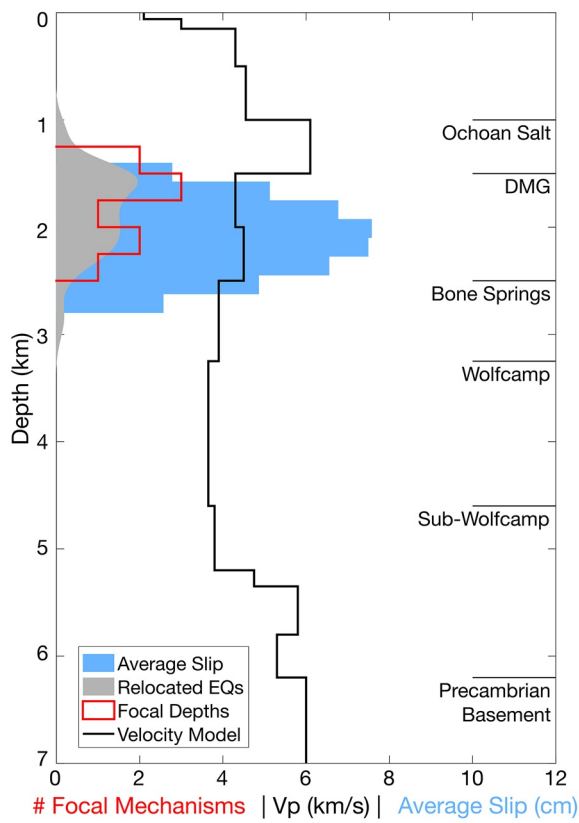 0
1
Ochoan Salt
DMG
2
Bone Springs
3
Wolfcamp
Depth (km)
4
Sub-Wolfcamp
5
Average Slip
6
Relocated EQs
Precambrian
Focal Depths
Basement
Velocity Model
7
0 2 4 6 8 10 12
# Focal Mechanisms | Vp (km/s) | Average Slip (cm)